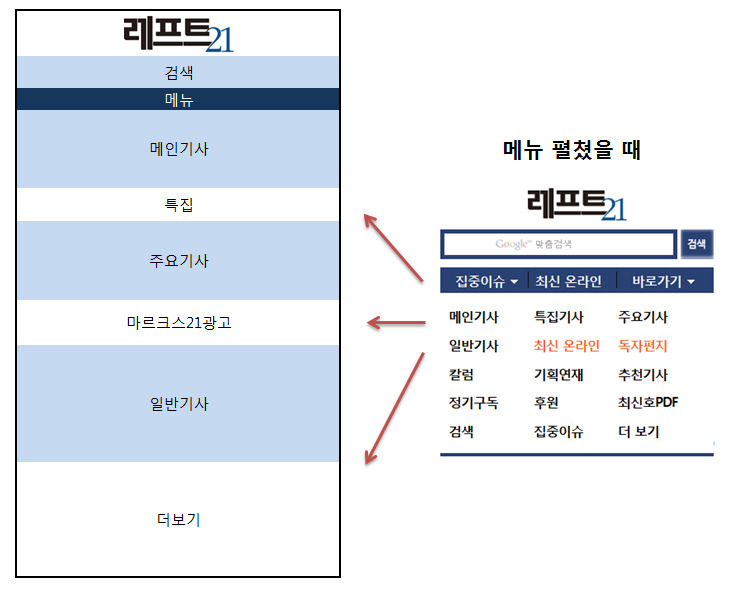 레프트21
검색
메뉴
메인기사
특집
주요기사
마르크스21광고
일반기사
더보기
메뉴 펼쳤을 때
레프트21
Google™ 맞춤검색 검색
집중이슈 최신 온라인 바로가기
메인기사 특집기사 주요기사
일반기사 최신 온라인 독자편지
칼럼 기획연재 추천기사
정기구독 후원 최신호PDF
검색 집중이슈 더 보기